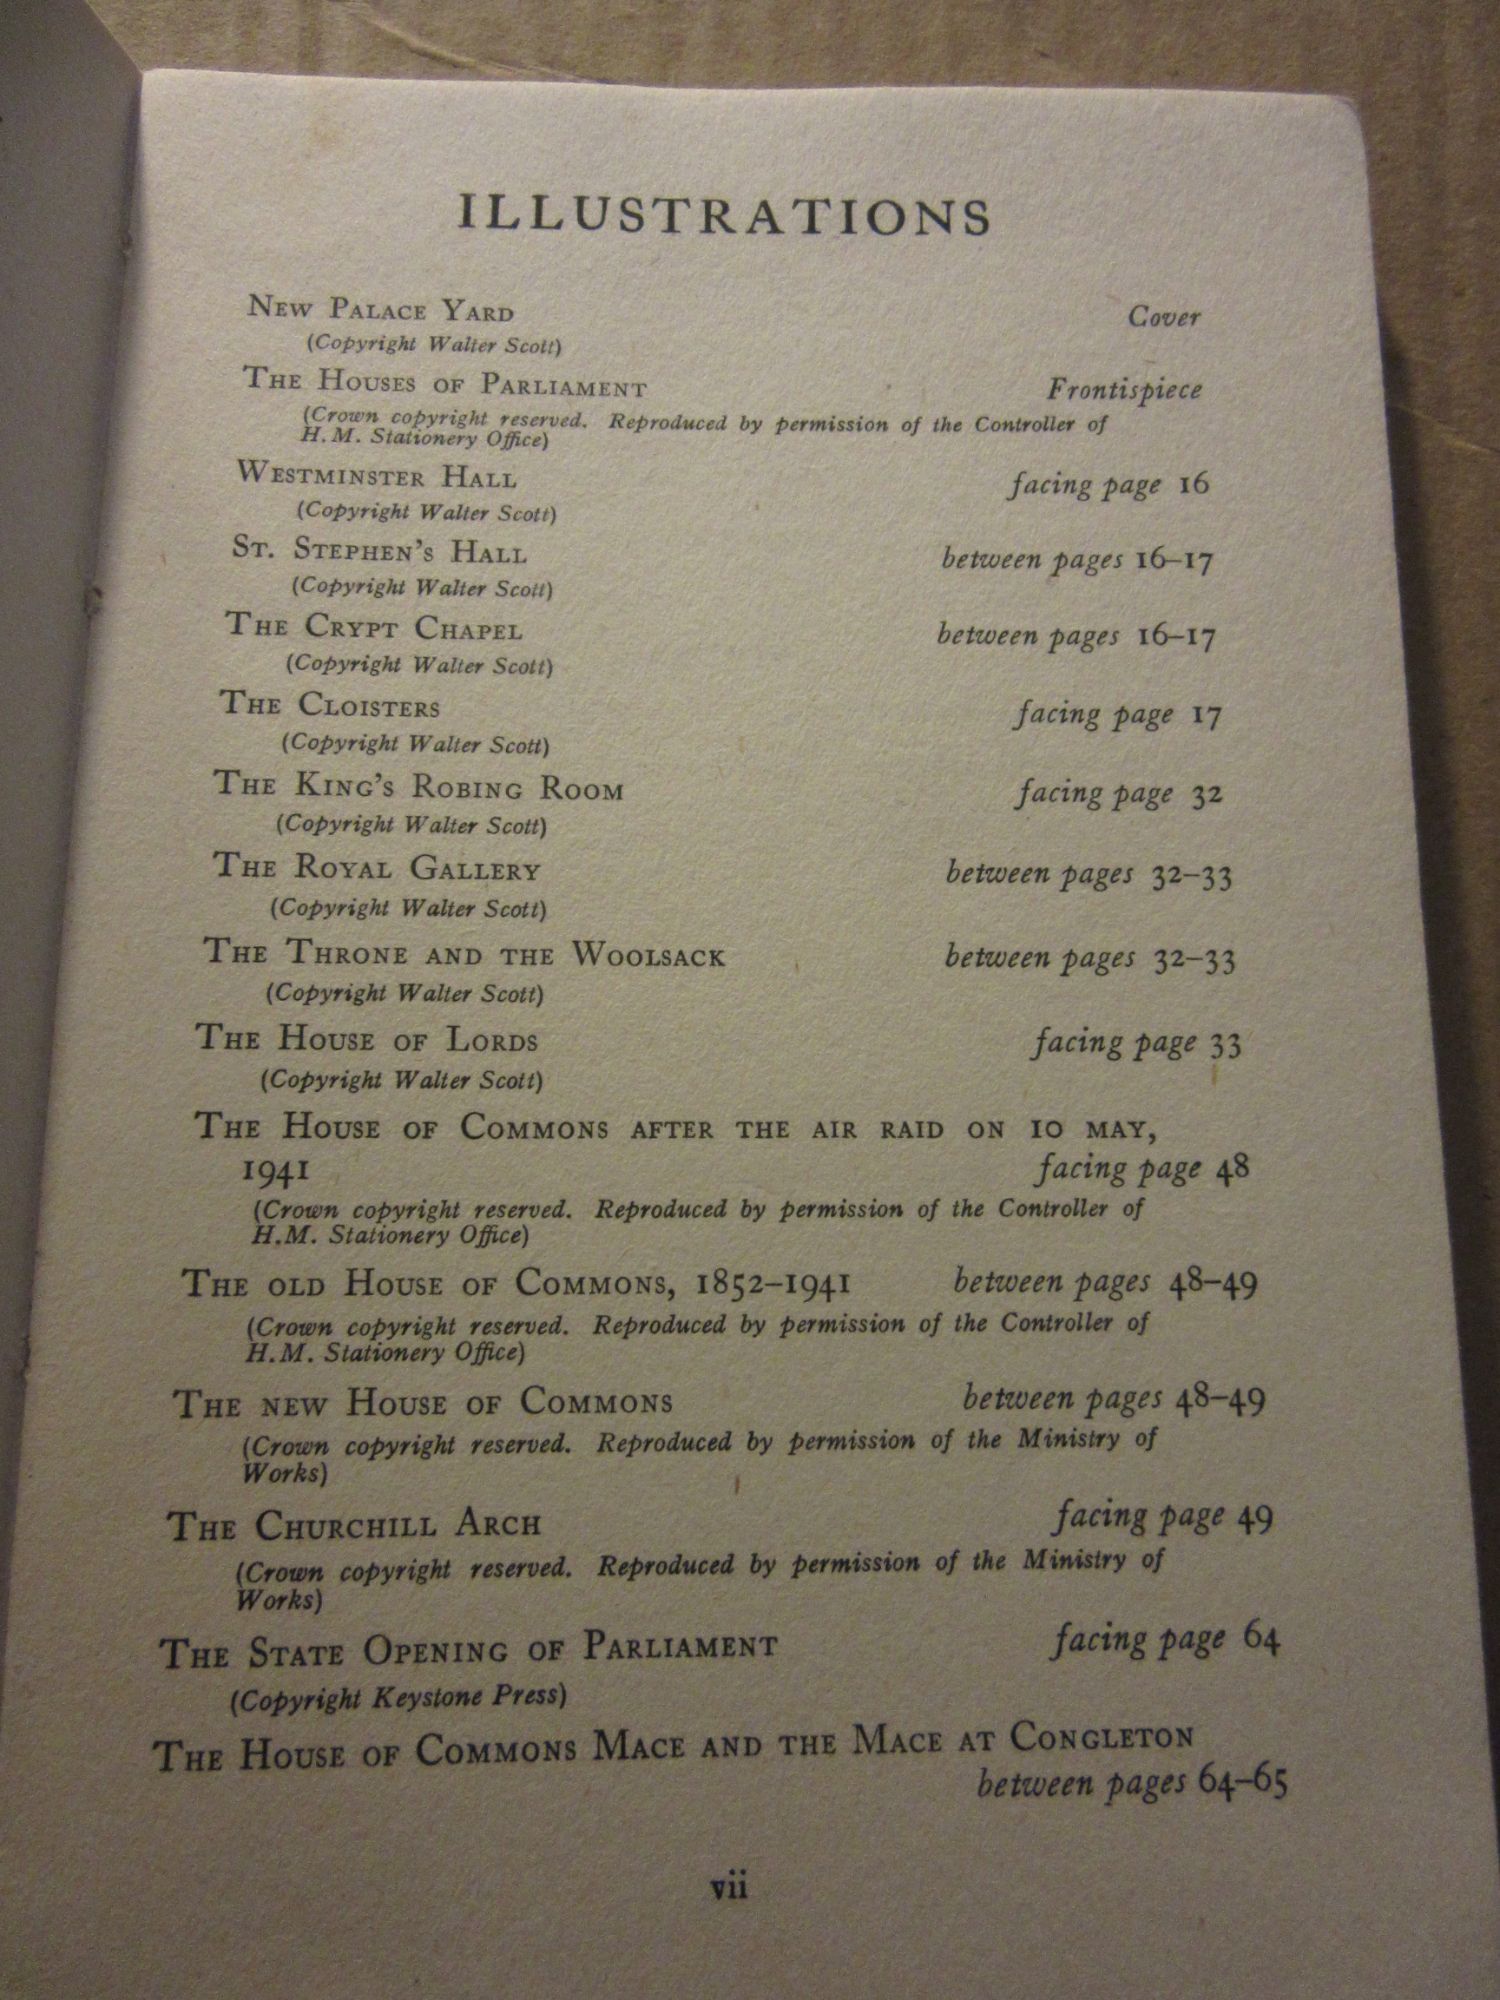 ILLUSTRATIONS
New Palace Yard Cover
(Copyright Walter Scott)
The Houses of Parliament Frontispiece
(Crown copyright reserved. Reproduced by permission of the Controller of
H.M. Stationery Office)
Westminster Hall facing page 16
(Copyright Walter Scott)
St. Stephen's Hall between pages 16–17
(Copyright Walter Scott)
The Crypt Chapel between pages 16–17
(Copyright Walter Scott)
The Cloisters facing page 17
(Copyright Walter Scott)
The King's Robing Room facing page 32
(Copyright Walter Scott)
The Royal Gallery between pages 32–33
(Copyright Walter Scott)
The Throne and the Woolsack between pages 32–33
(Copyright Walter Scott)
The House of Lords facing page 33
(Copyright Walter Scott)
The House of Commons after the air raid on 10 may,
1941 facing page 48
(Crown copyright reserved. Reproduced by permission of the Controller of
H.M. Stationery Office)
The old House of Commons, 1852–1941 between pages 48–49
(Crown copyright reserved. Reproduced by permission of the Controller of
H.M. Stationery Office)
The new House of Commons between pages 48–49
(Crown copyright reserved. Reproduced by permission of the Ministry of
Works)
The Churchill Arch facing page 49
(Crown copyright reserved. Reproduced by permission of the Ministry of
Works)
The State Opening of Parliament facing page 64
(Copyright Keystone Press)
The House of Commons Mace and the Mace at Congleton
between pages 64–65
vii